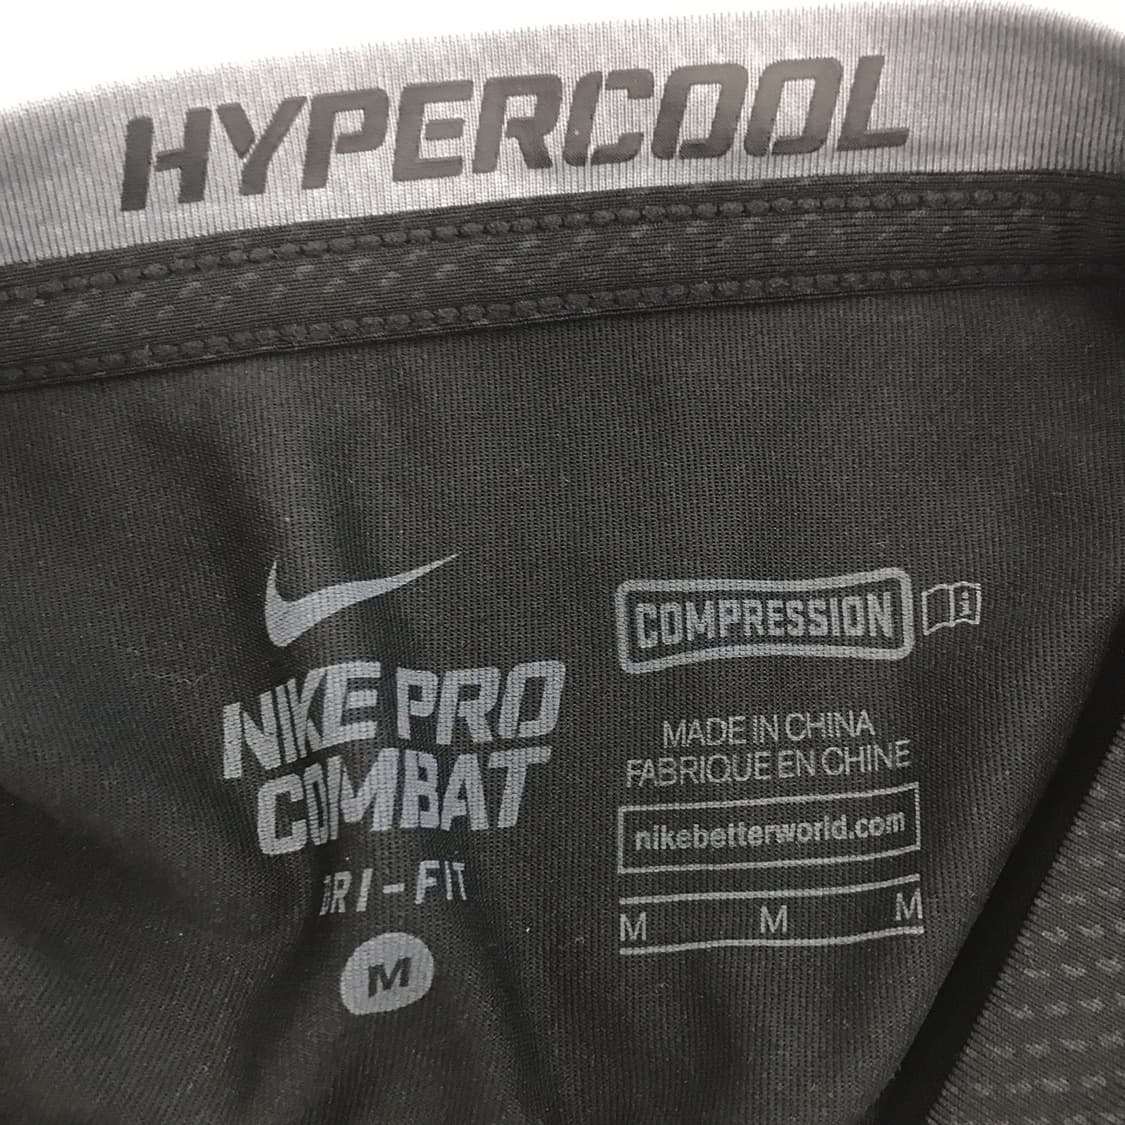 HYPERCOOL
NIKE PRO
COMBAT
DRI-FIT
M
COMPRESSION i
MADE IN CHINA
FABRIQUE EN CHINE
nikebetterworld.com
M M M